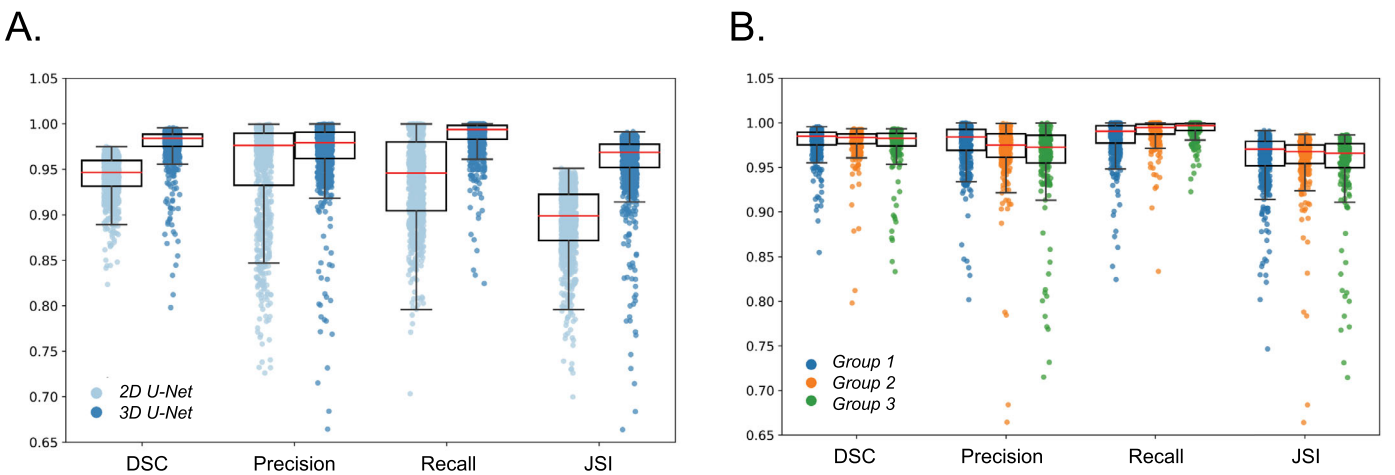 A.
1.05
1.00
0.95
0.90
0.85
0.80
0.75
0.70
0.65
2D U-Net
3D U-Net
DSC Precision Recall JSI
B.
1.05
1.00
0.95
0.90
0.85
0.80
0.75
0.70
0.65
Group 1
Group 2
Group 3
DSC Precision Recall JSI